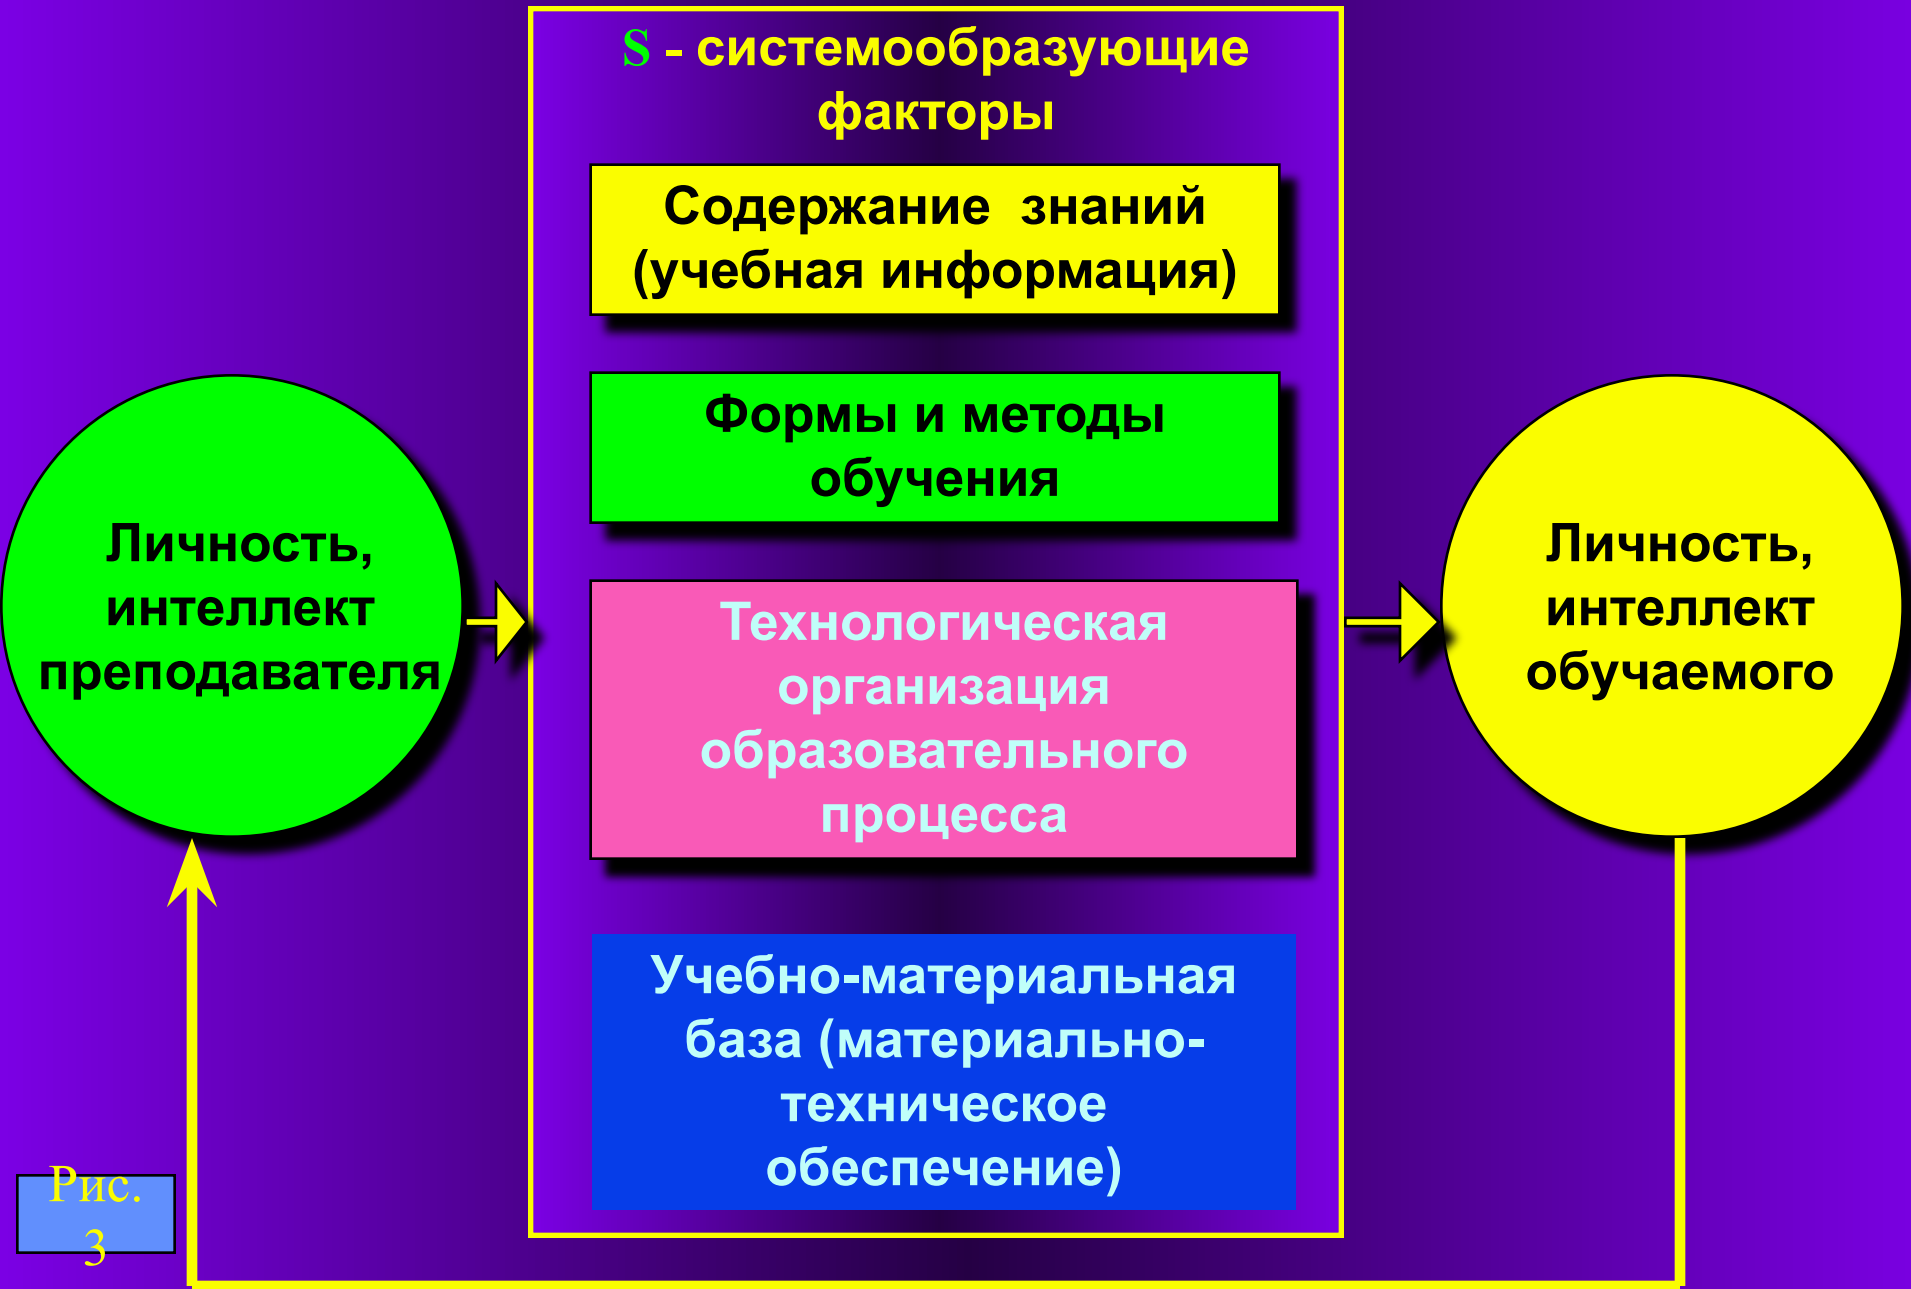 S - системообразующие
факторы
Содержание знаний
(учебная информация)
Формы и методы
обучения
Технологическая
организация
образовательного
процесса
Учебно-материальная
база (материально-
техническое
обеспечение)
Личность,
интеллект
преподавателя
Личность,
интеллект
обучаемого
Рис.
3